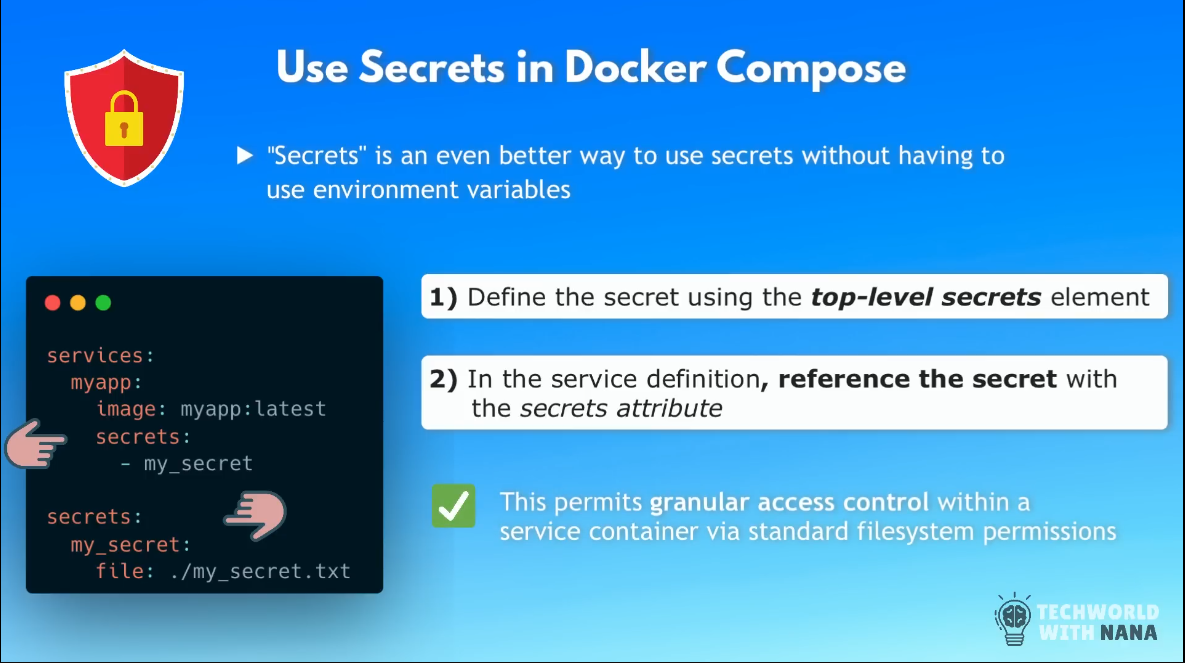 Use Secrets in Docker Compose
"Secrets" is an even better way to use secrets without having to
use environment variables
services:
  myapp:
    image: myapp:latest
    secrets:
      - my_secret
secrets:
  my_secret:
    file: ./my_secret.txt
1) Define the secret using the top-level secrets element
2) In the service definition, reference the secret with
the secrets attribute
This permits granular access control within a
service container via standard filesystem permissions
TECHWORLD
WITH NANA